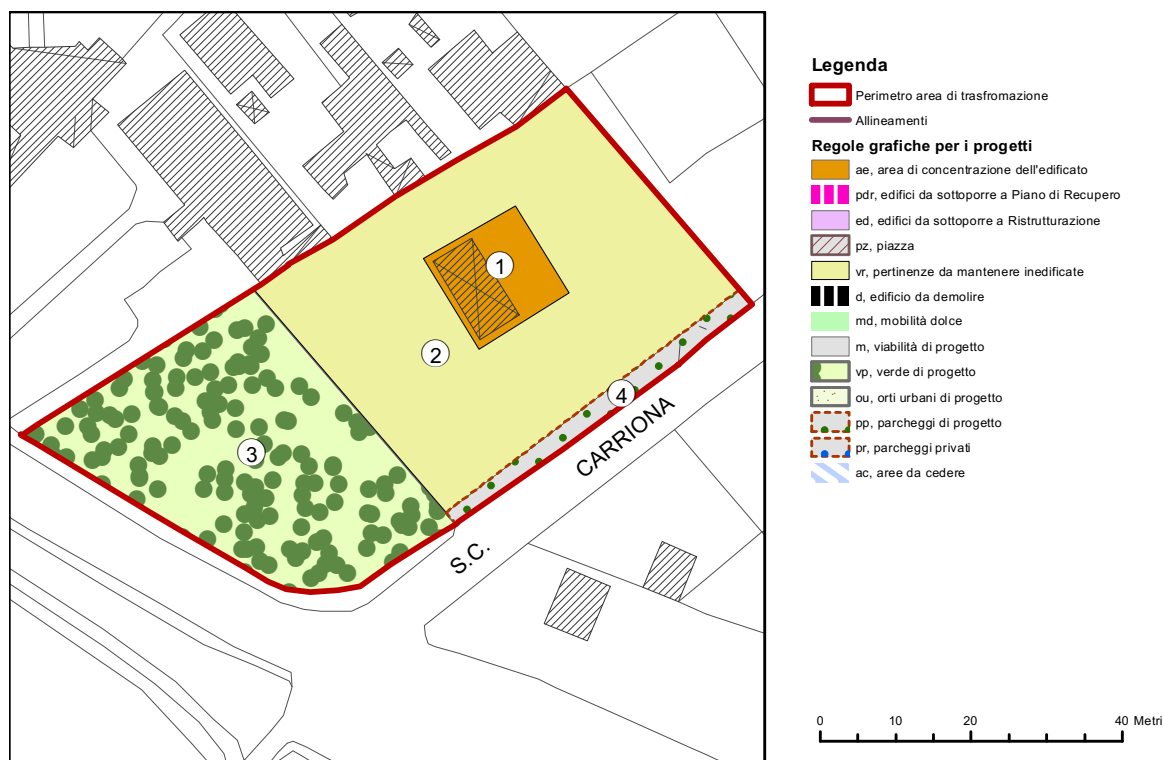 1
2
3
4
S.C.
CARRIONA
Legenda
Perimetro area di trasfromazione
Allineamenti
Regole grafiche per i progetti
ae, area di concentrazione dell'edificato
pdr, edifici da sottoporre a Piano di Recupero
ed, edifici da sottoporre a Ristrutturazione
pz, piazza
vr, pertinenze da mantenere inedificate
d, edificio da demolire
md, mobilità dolce
m, viabilità di progetto
vp, verde di progetto
ou, orti urbani di progetto
pp, parcheggi di progetto
pr, parcheggi privati
ac, aree da cedere
0 10 20 40 Metri